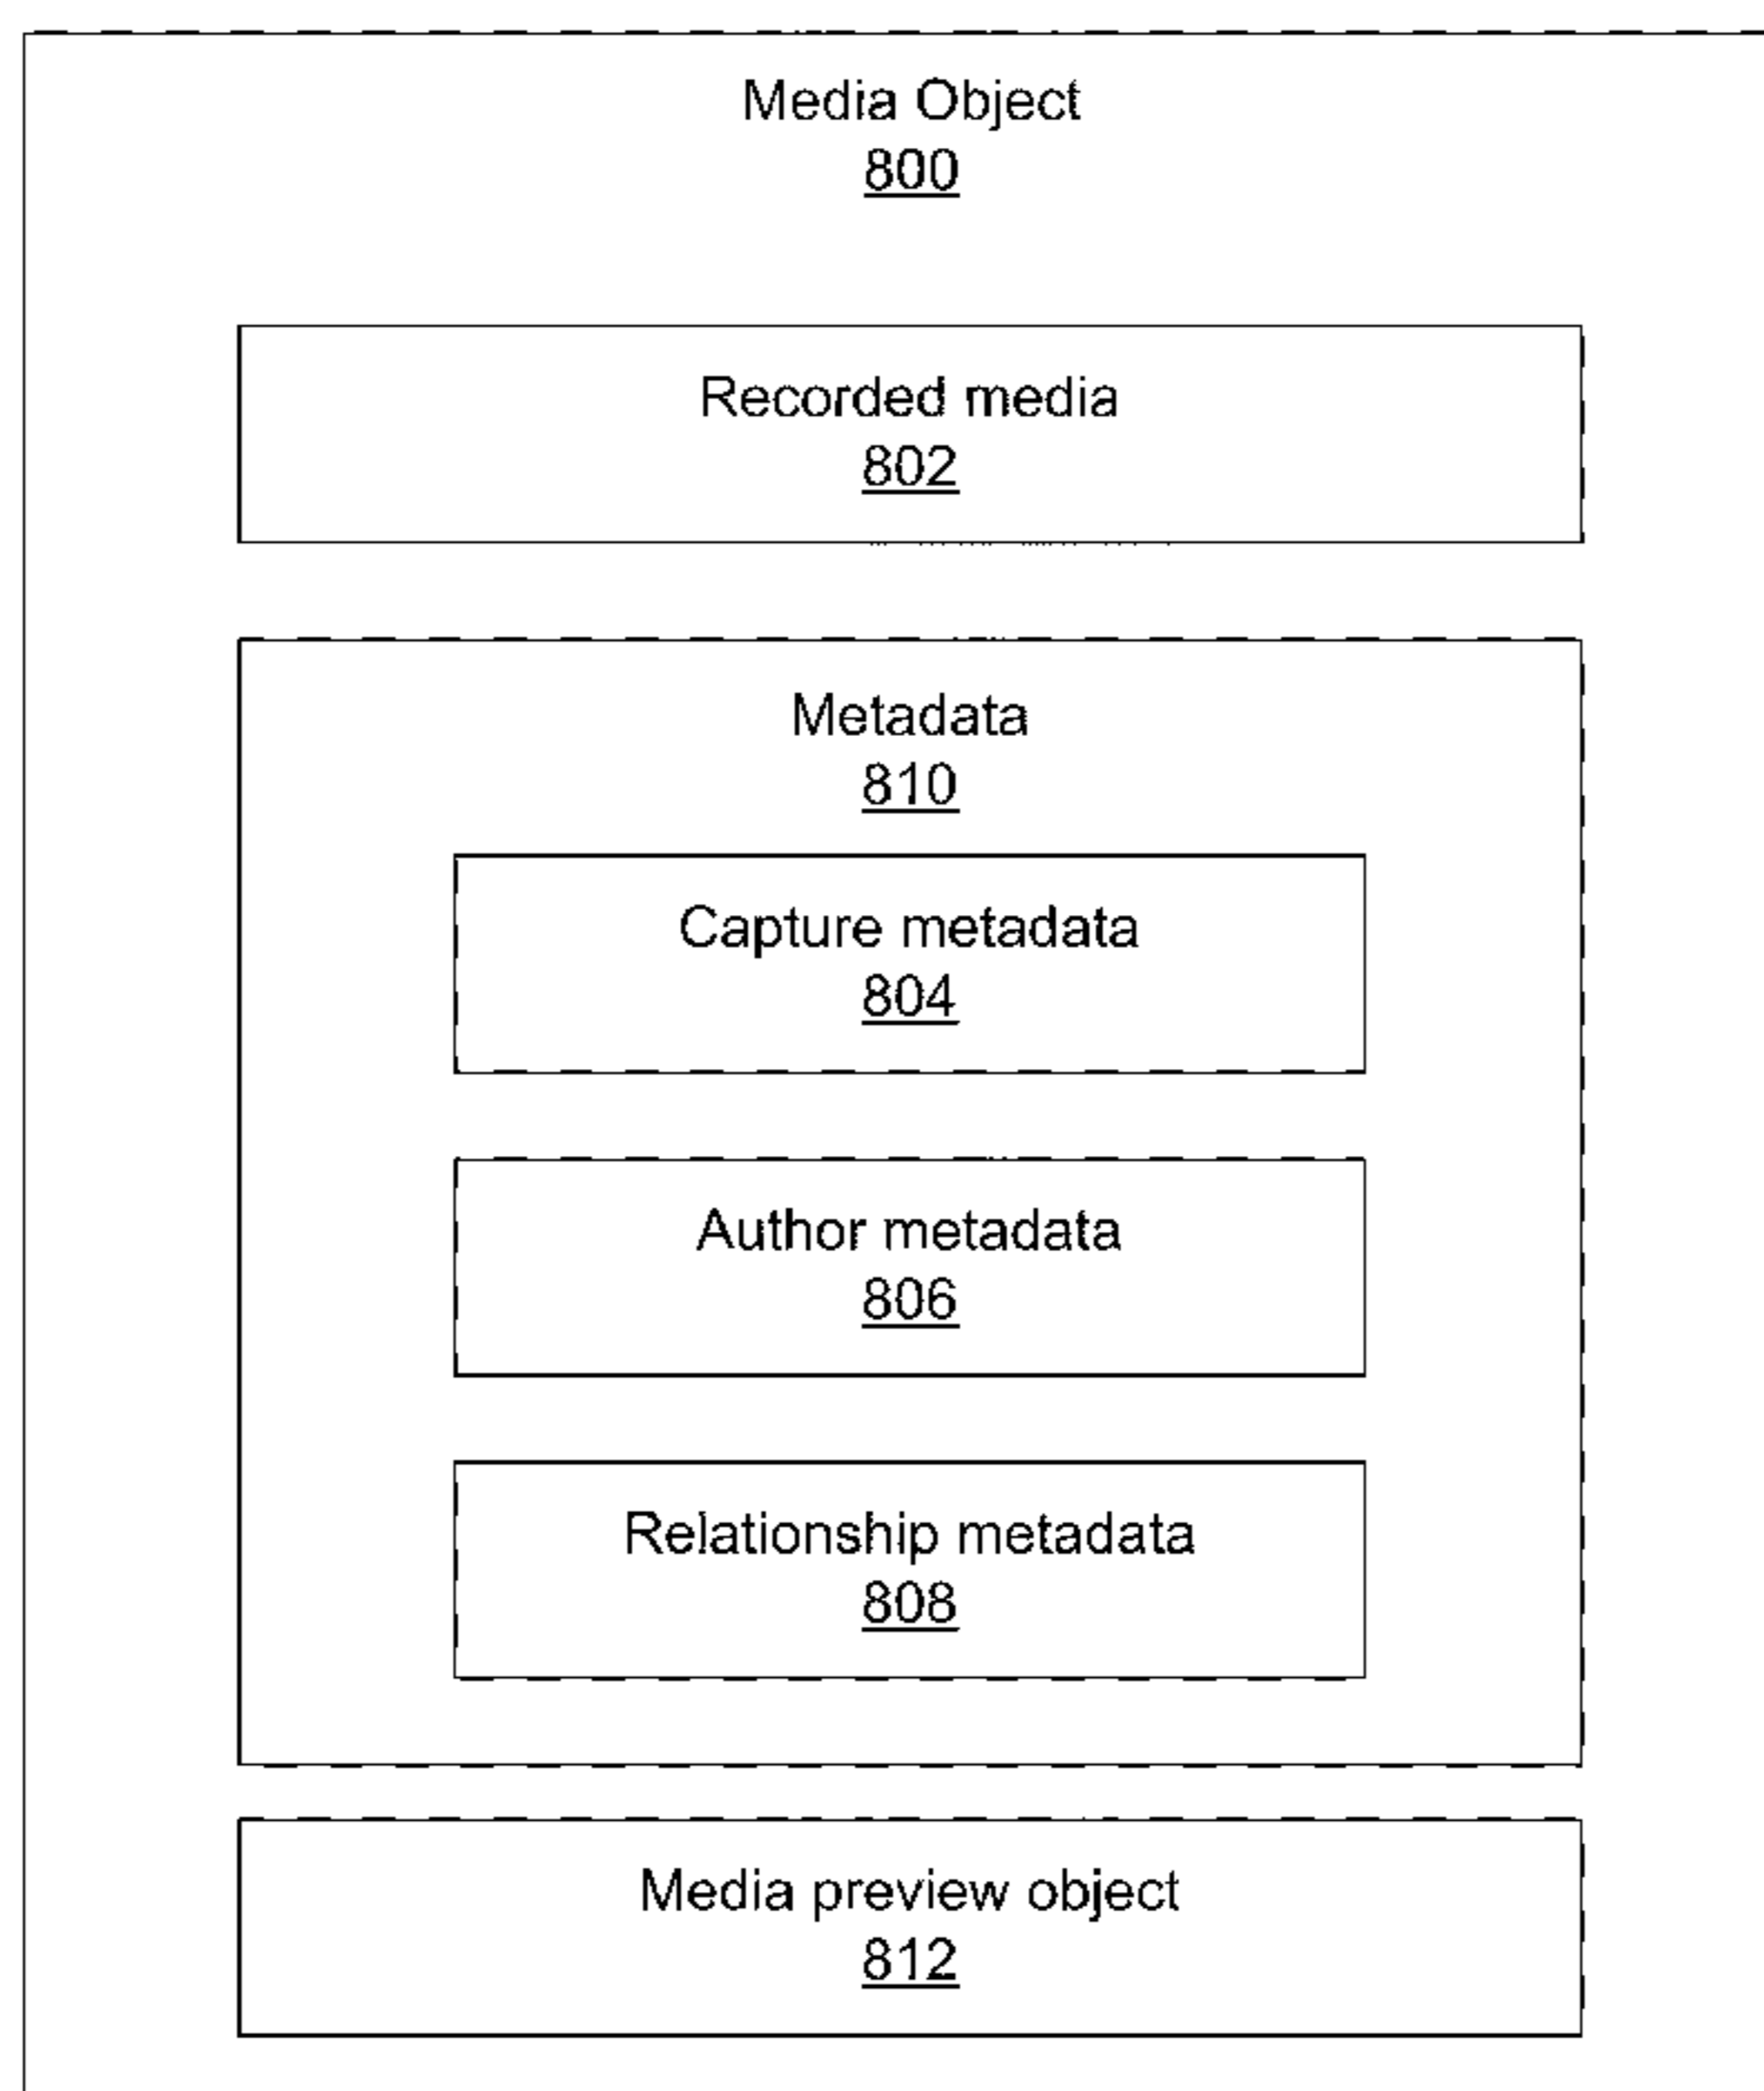 Media Object
800
Recorded media
802
Metadata
810
Capture metadata
804
Author metadata
806
Relationship metadata
808
Media preview object
812